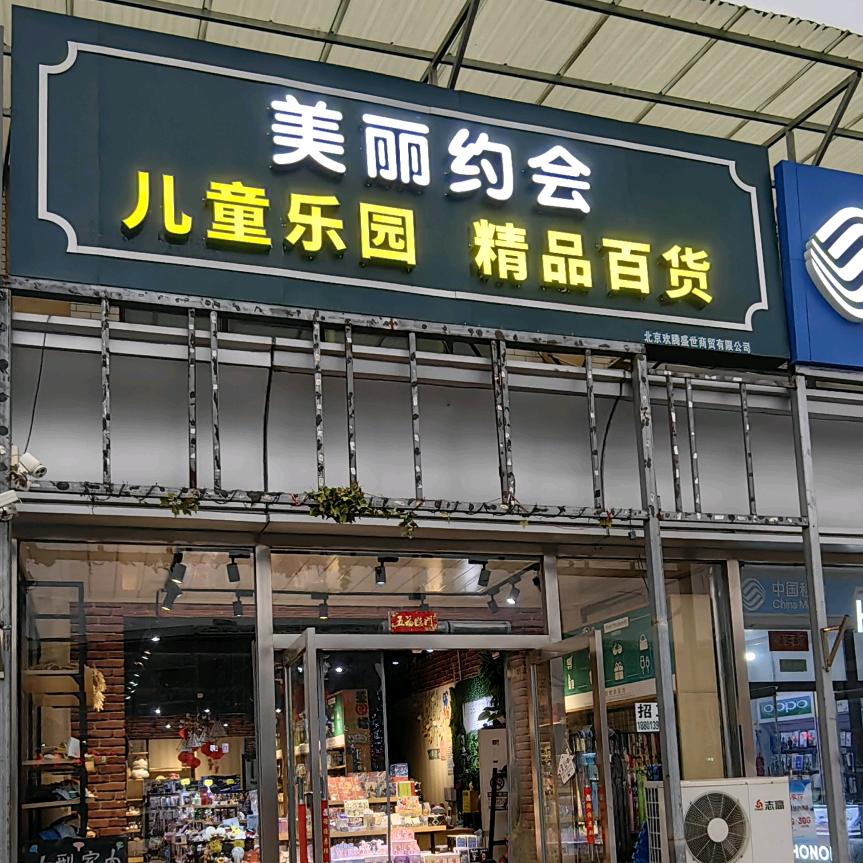 美丽约会
儿童乐园 精品百货
北京欢腾盛世商贸有限公司
五福临门
中国移
China M
oppo
招
志高
HONO